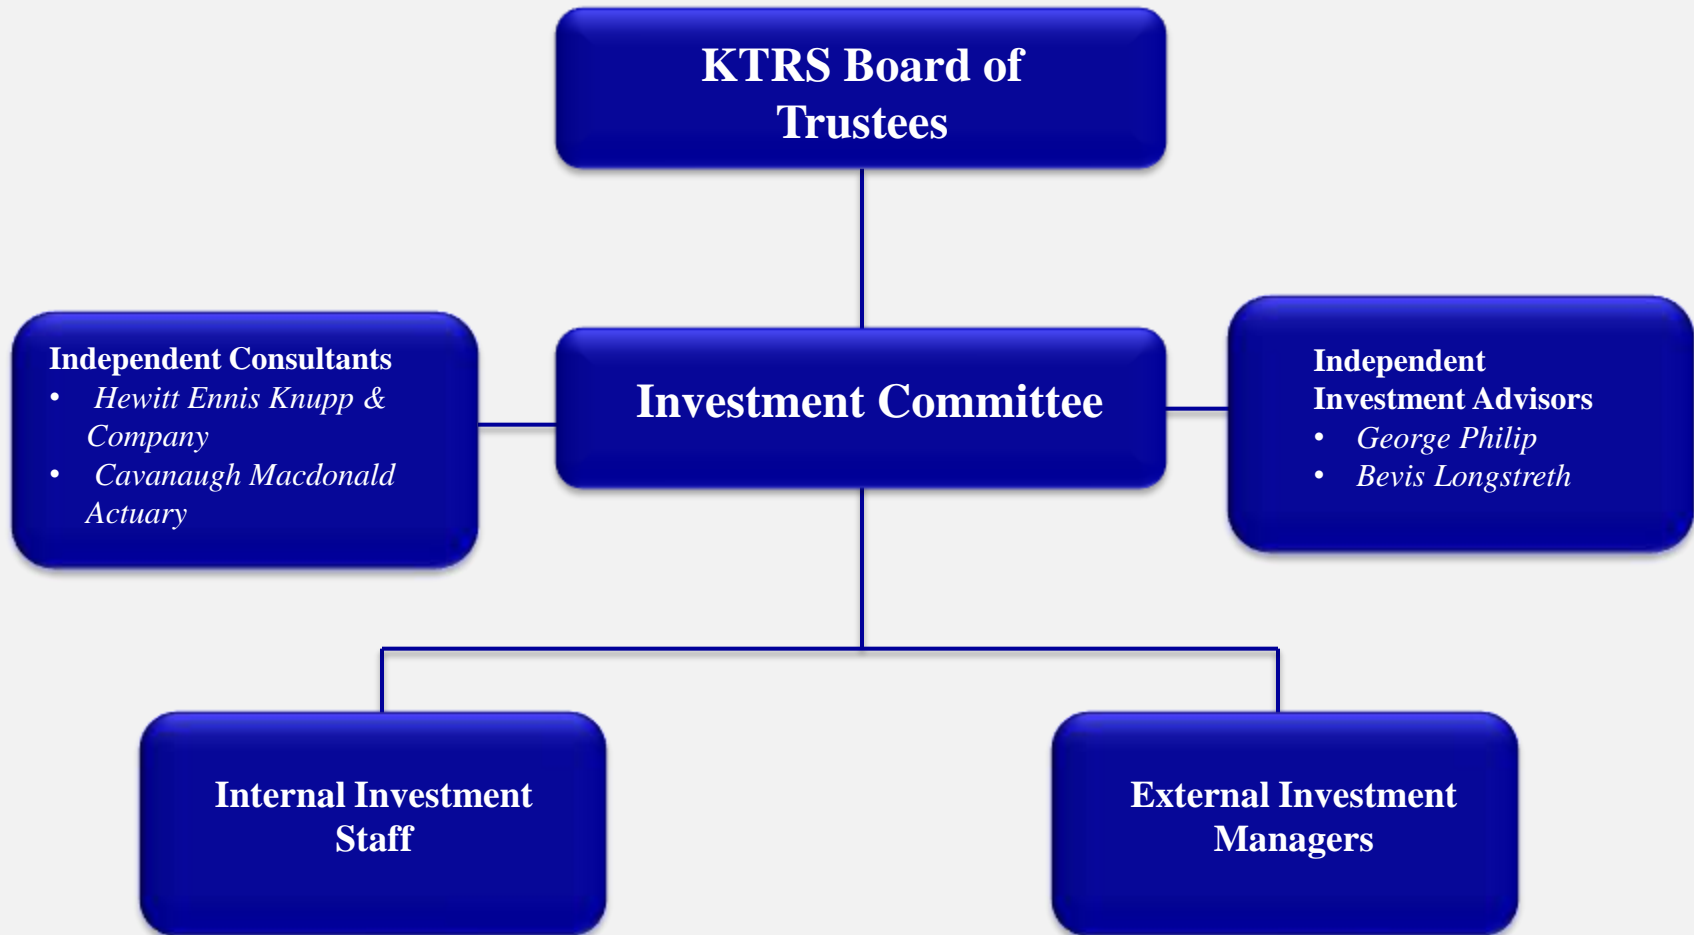 KTRS Board of
Trustees
Independent Consultants
• Hewitt Ennis Knupp &
Company
• Cavanaugh Macdonald
Actuary
Investment Committee
Independent
Investment Advisors
• George Philip
• Bevis Longstreth
Internal Investment
Staff
External Investment
Managers